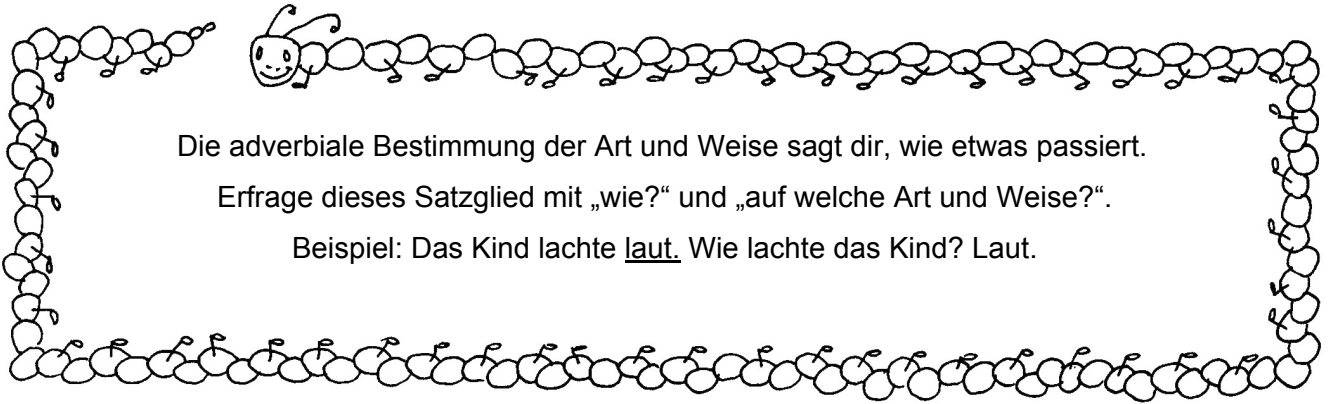 Die adverbiale Bestimmung der Art und Weise sagt dir, wie etwas passiert.
Erfrage dieses Satzglied mit „wie?“ und „auf welche Art und Weise?“.
Beispiel: Das Kind lachte laut. Wie lachte das Kind? Laut.